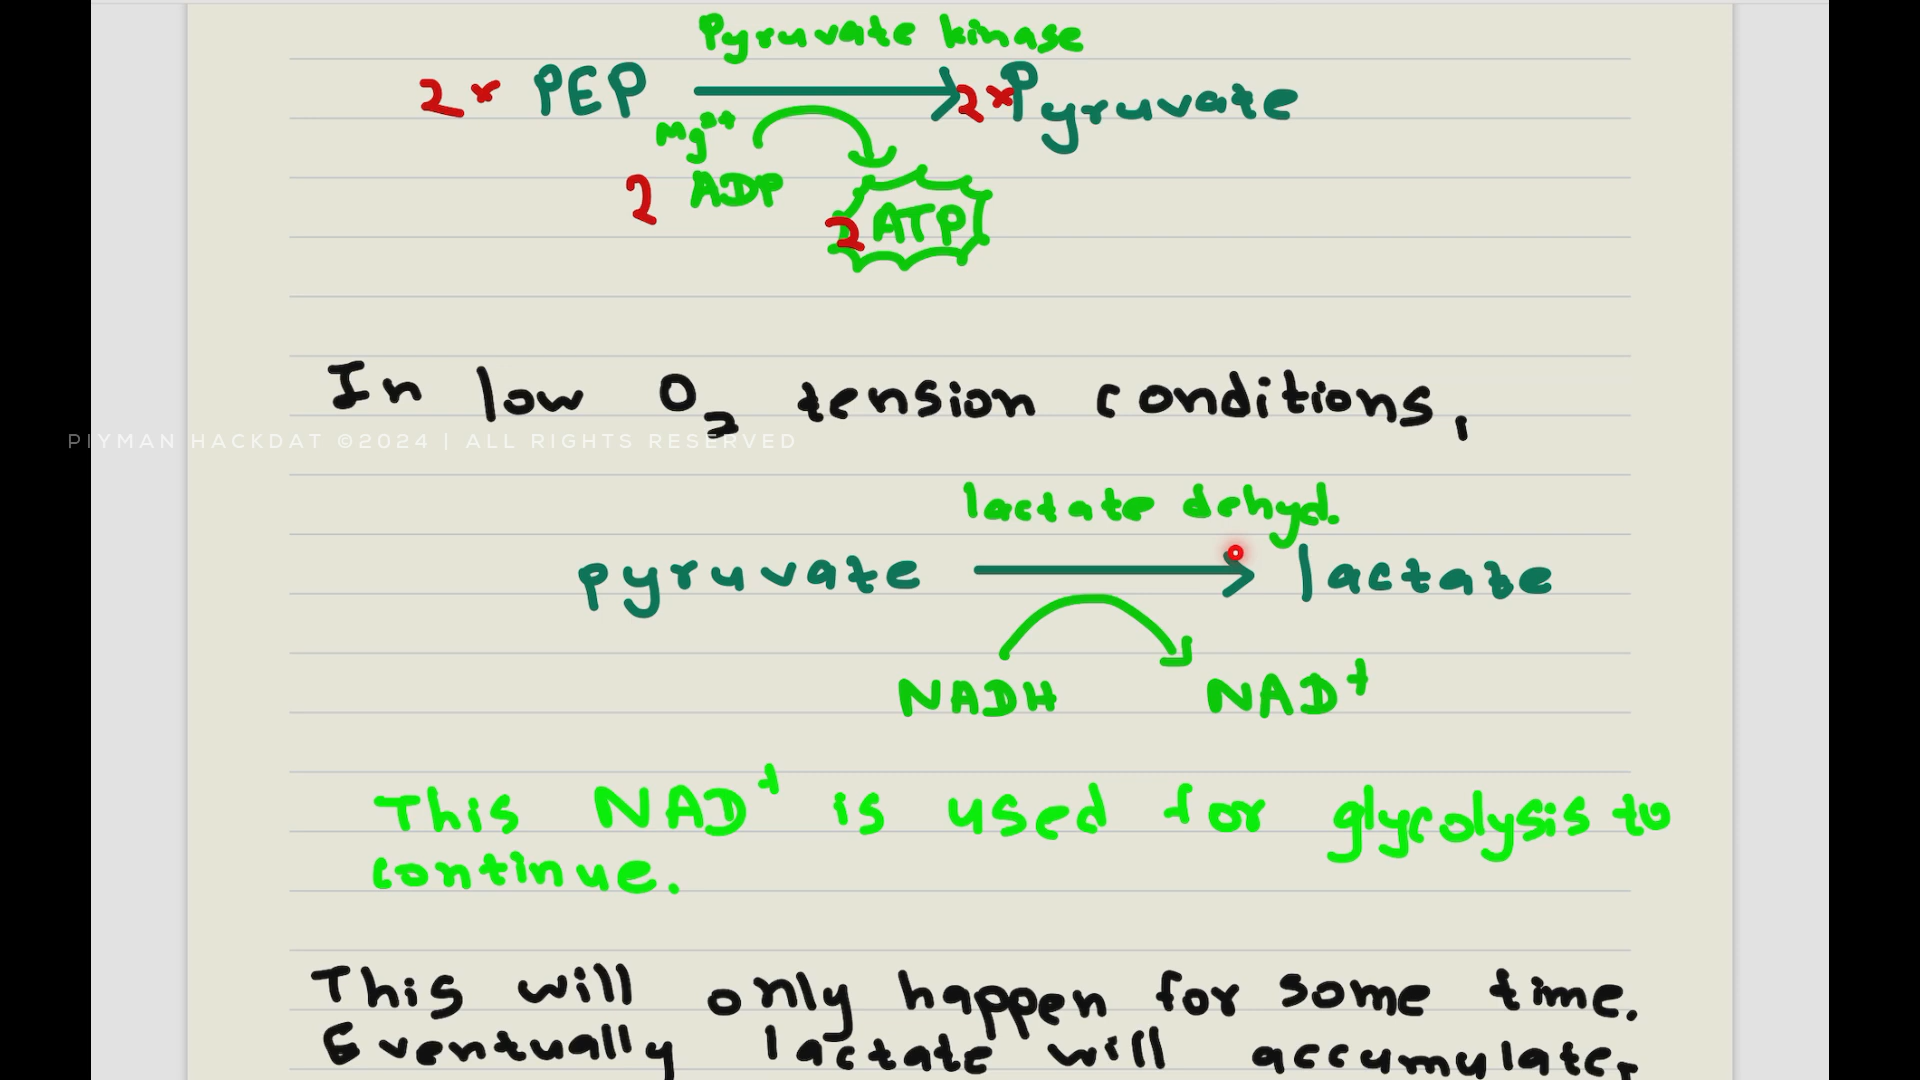 Pyruvate kinase
2x PEP 2x Pyruvate
Mg++
2 ADP
2 ATP
In low O2 tension conditions,
PIYMAN HACKDAT ©2024 | ALL RIGHTS RESERVED
lactate dehyd.
pyruvate lactate
NADH NAD+
This NAD+ is used for glycolysis to
continue.
This will only happen for some time.
Eventually lactate will accumulate,